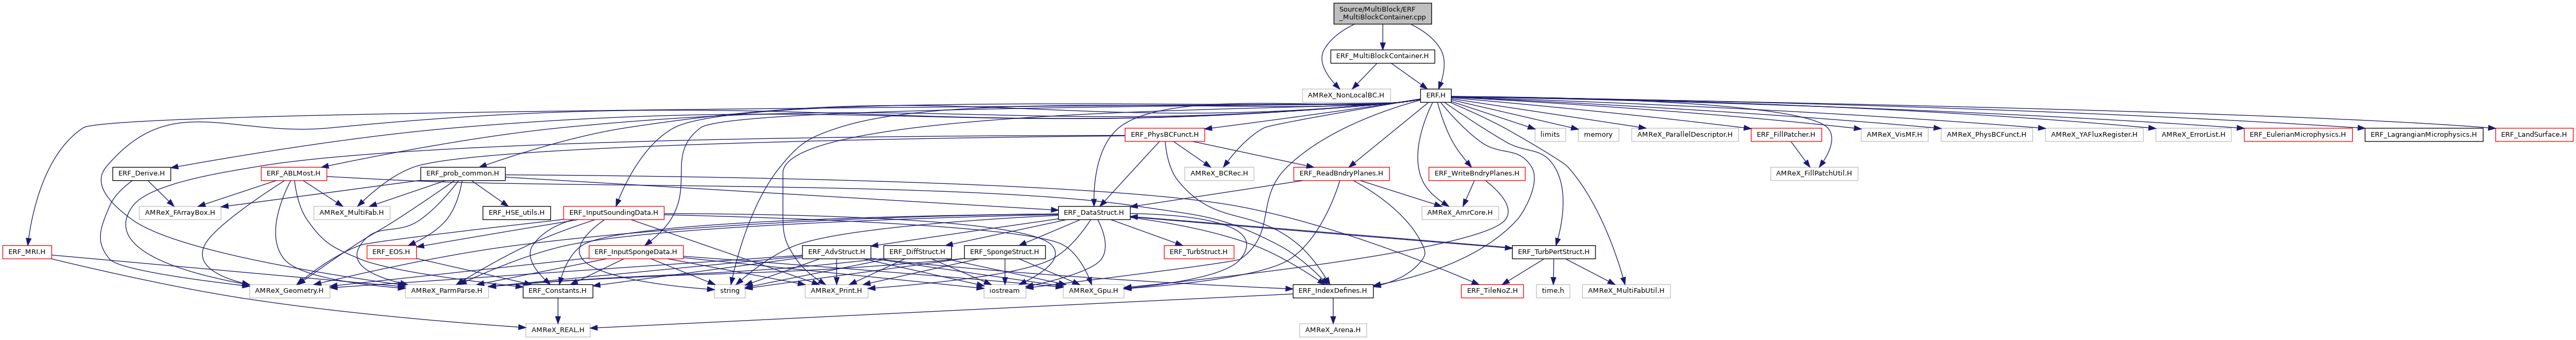 Source/MultiBlock/ERF
_MultiBlockContainer.cpp
ERF_MultiBlockContainer.H
AMReX_NonLocalBC.H
ERF.H
ERF_PhysBCFunct.H
limits
memory
AMReX_ParallelDescriptor.H
ERF_FillPatcher.H
AMReX_VisMF.H
AMReX_PhysBCFunct.H
AMReX_YAFluxRegister.H
AMReX_ErrorList.H
ERF_EulerianMicrophysics.H
ERF_LagrangianMicrophysics.H
ERF_LandSurface.H
ERF_Derive.H
ERF_ABLMost.H
ERF_prob_common.H
AMReX_BCRec.H
ERF_ReadBndryPlanes.H
ERF_WriteBndryPlanes.H
AMReX_FillPatchUtil.H
AMReX_FArrayBox.H
AMReX_MultiFab.H
ERF_HSE_utils.H
ERF_InputSoundingData.H
ERF_DataStruct.H
AMReX_AmrCore.H
ERF_MRI.H
ERF_EOS.H
ERF_InputSpongeData.H
ERF_AdvStruct.H
ERF_DiffStruct.H
ERF_SpongeStruct.H
ERF_TurbStruct.H
ERF_TurbPertStruct.H
AMReX_Geometry.H
AMReX_ParmParse.H
ERF_Constants.H
string
AMReX_Print.H
iostream
AMReX_Gpu.H
ERF_IndexDefines.H
ERF_TileNoZ.H
time.h
AMReX_MultiFabUtil.H
AMReX_REAL.H
AMReX_Arena.H